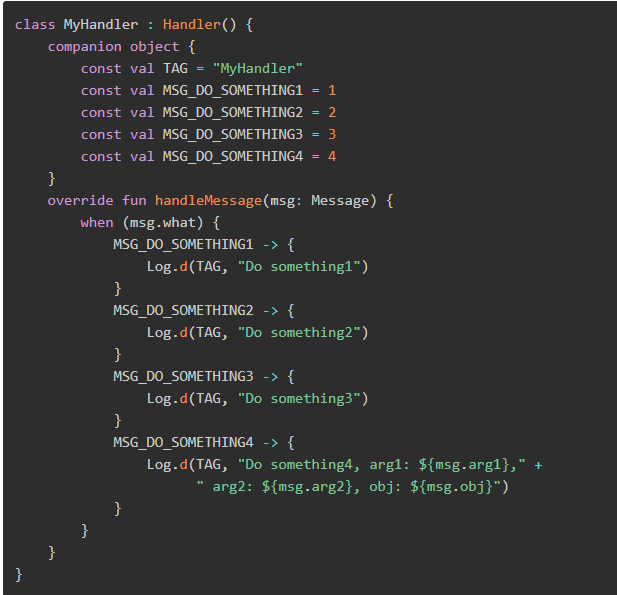 class MyHandler : Handler() {
    companion object {
        const val TAG = "MyHandler"
        const val MSG_DO_SOMETHING1 = 1
        const val MSG_DO_SOMETHING2 = 2
        const val MSG_DO_SOMETHING3 = 3
        const val MSG_DO_SOMETHING4 = 4
    }
    override fun handleMessage(msg: Message) {
        when (msg.what) {
            MSG_DO_SOMETHING1 -> {
                Log.d(TAG, "Do something1")
            }
            MSG_DO_SOMETHING2 -> {
                Log.d(TAG, "Do something2")
            }
            MSG_DO_SOMETHING3 -> {
                Log.d(TAG, "Do something3")
            }
            MSG_DO_SOMETHING4 -> {
                Log.d(TAG, "Do something4, arg1: ${msg.arg1}," +
                      " arg2: ${msg.arg2}, obj: ${msg.obj}")
            }
        }
    }
}